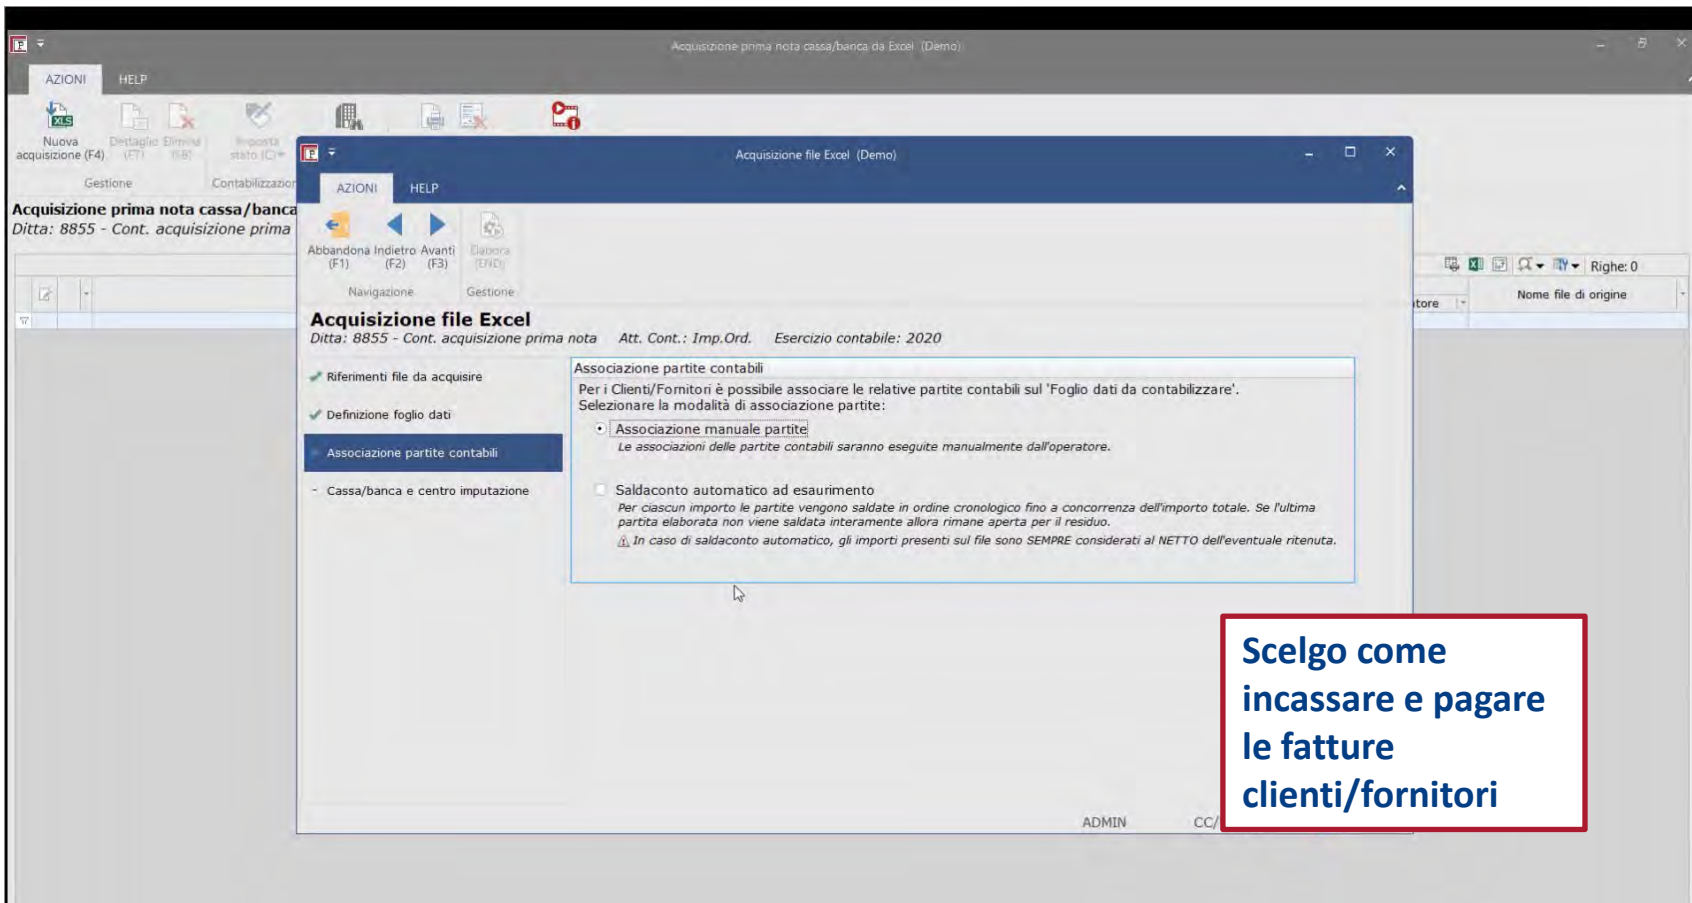 Acquisizione prima nota cassa/banca da Excel (Demo)
AZIONI HELP
XLS
Nuova acquisizione (F4)
Dettaglio (F7)
Elimina
Imposta stato
Gestione
Contabilizzazion
Acquisizione prima nota cassa/banca
Ditta: 8855 - Cont. acquisizione prima
Righe: 0
tore
Nome file di origine
Acquisizione file Excel (Demo)
AZIONI HELP
Abbandona (F1)
Indietro (F2)
Avanti (F3)
Elabora (END)
Navigazione
Gestione
Acquisizione file Excel
Ditta: 8855 - Cont. acquisizione prima nota Att. Cont.: Imp.Ord. Esercizio contabile: 2020
Riferimenti file da acquisire
Definizione foglio dati
Associazione partite contabili
- Cassa/banca e centro imputazione
Associazione partite contabili
Per i Clienti/Fornitori è possibile associare le relative partite contabili sul 'Foglio dati da contabilizzare'.
Selezionare la modalità di associazione partite:
Associazione manuale partite
Le associazioni delle partite contabili saranno eseguite manualmente dall'operatore.
Saldaconto automatico ad esaurimento
Per ciascun importo le partite vengono saldate in ordine cronologico fino a concorrenza dell'importo totale. Se l'ultima
partita elaborata non viene saldata interamente allora rimane aperta per il residuo.
In caso di saldaconto automatico, gli importi presenti sul file sono SEMPRE considerati al NETTO dell'eventuale ritenuta.
ADMIN CC/
Scelgo come
incassare e pagare
le fatture
clienti/fornitori